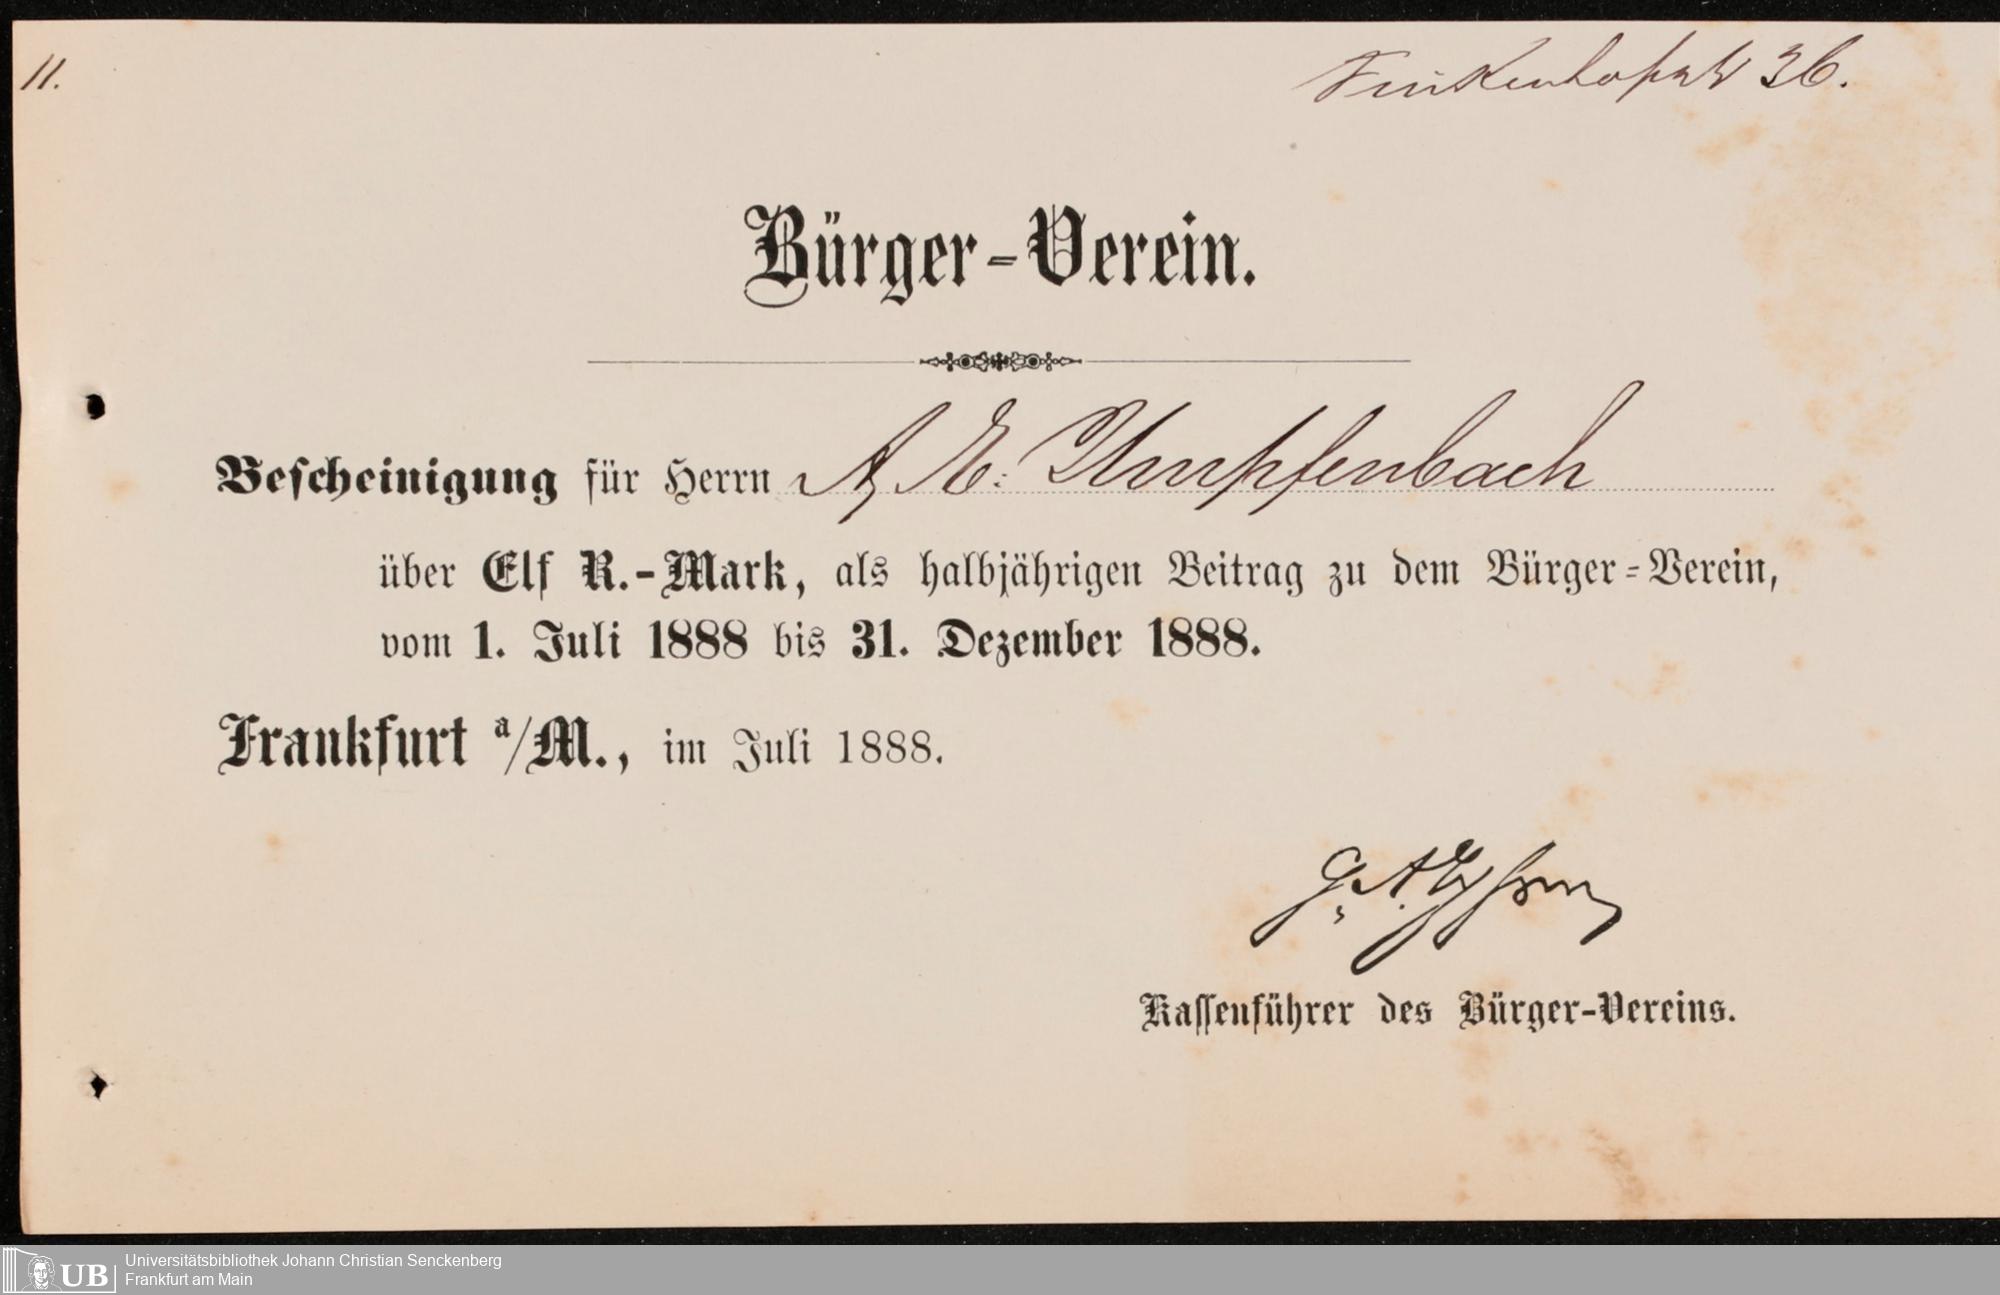 11.
Finkenhofstr 36.
Bürger-Verein.
Bescheinigung für Herrn A. E. Umpfenbach
über Elf R.-Mark, als halbjährigen Beitrag zu dem Bürger-Verein,
vom 1. Juli 1888 bis 31. Dezember 1888.
Frankfurt a/M., im Juli 1888.
Kassenführer des Bürger-Vereins.
UB
Universitätsbibliothek Johann Christian Senckenberg
Frankfurt am Main